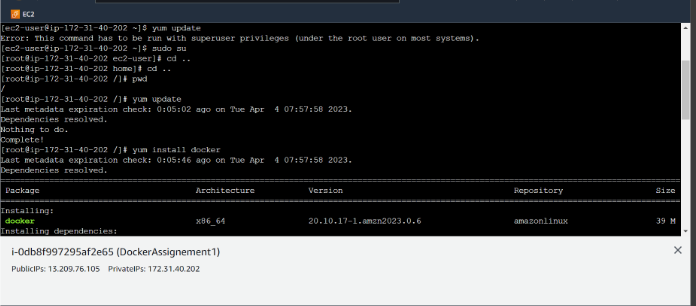 EC2
[ec2-user@ip-172-31-40-202 ~]$ yum update
Error: This command has to be run with superuser privileges (under the root user on most systems).
[ec2-user@ip-172-31-40-202 ~]$ sudo su
[root@ip-172-31-40-202 ec2-user]# cd ..
[root@ip-172-31-40-202 home]# cd ..
[root@ip-172-31-40-202 /]# pwd
/
[root@ip-172-31-40-202 /]# yum update
Last metadata expiration check: 0:05:02 ago on Tue Apr  4 07:57:58 2023.
Dependencies resolved.
Nothing to do.
Complete!
[root@ip-172-31-40-202 /]# yum install docker
Last metadata expiration check: 0:05:46 ago on Tue Apr  4 07:57:58 2023.
Dependencies resolved.
Package Architecture Version Repository Size
Installing:
docker x86_64 20.10.17-1.amzn2023.0.6 amazonlinux 39 M
Installing dependencies:
i-0db8f997295af2e65 (DockerAssignement1)
PublicIPs: 13.209.76.105 PrivateIPs: 172.31.40.202